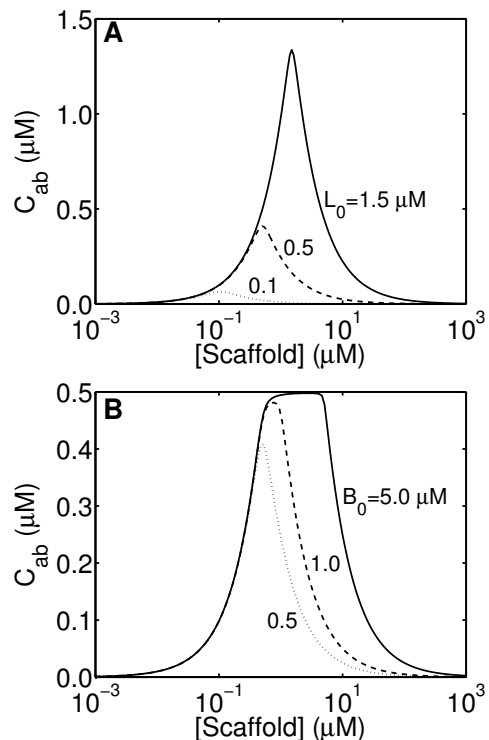 A
1.5
1.0
0.5
0.0
C_ab (μM)
L_0=1.5 μM
0.5
0.1
10^−3 10^−1 10^1 10^3
[Scaffold] (μM)
B
0.5
0.4
0.3
0.2
0.1
0.0
C_ab (μM)
B_0=5.0 μM
1.0
0.5
10^−3 10^−1 10^1 10^3
[Scaffold] (μM)